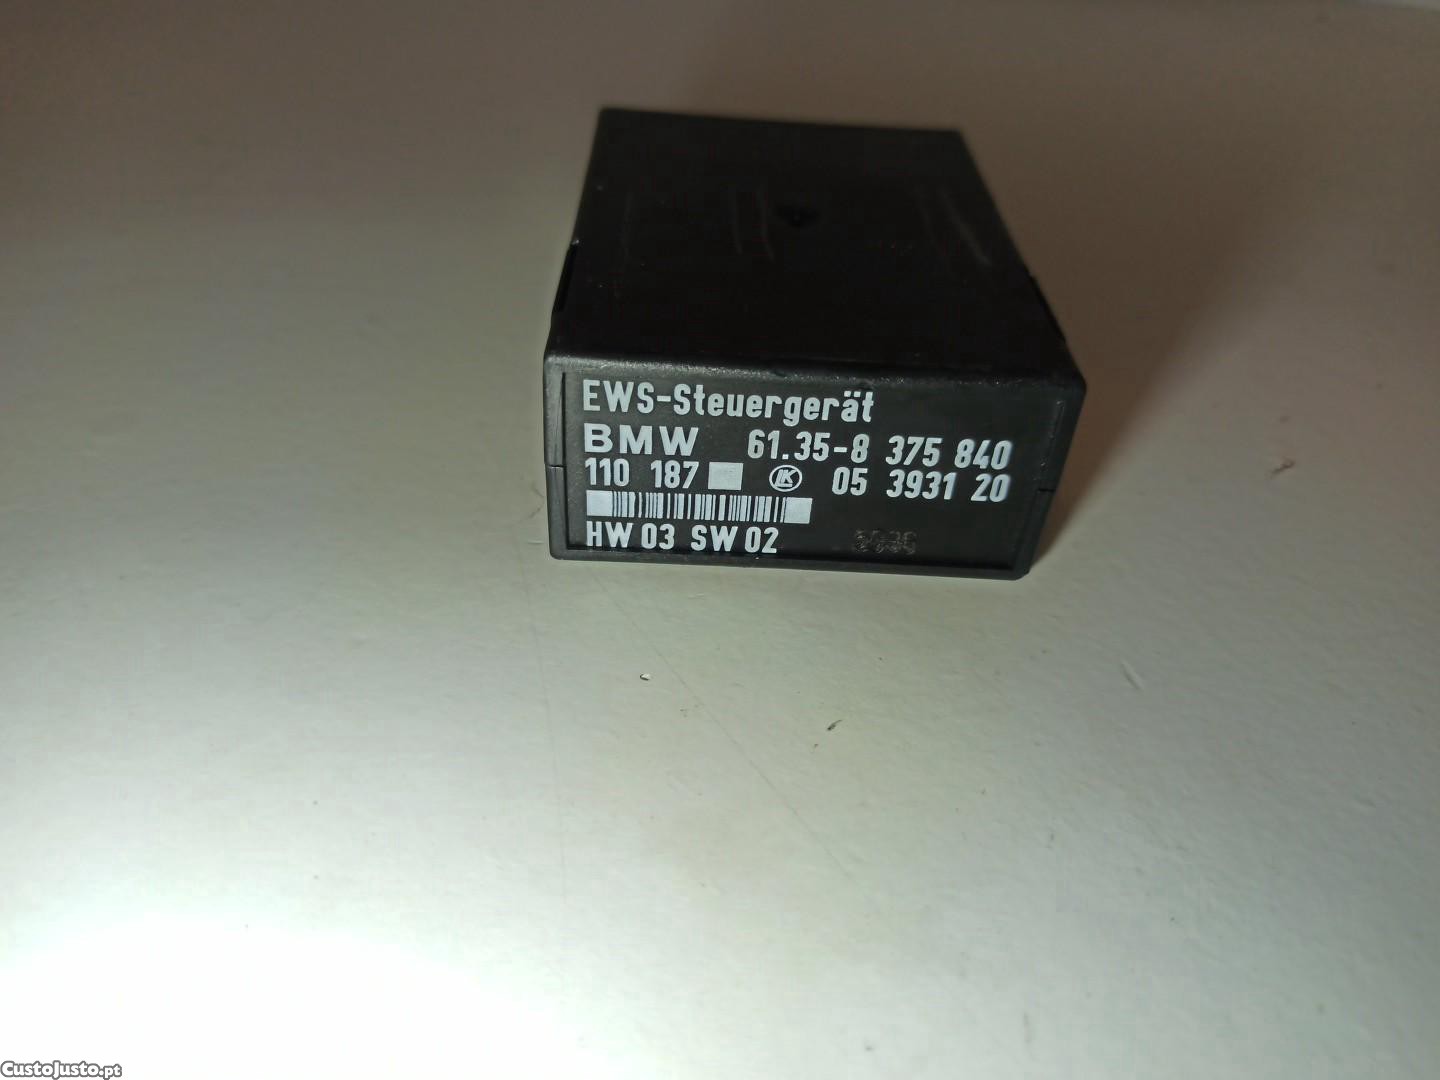 EWS-Steuergerät
BMW 61.35-8 375 840
110 187 LK 05 3931 20
HW 03 SW 02
CustoJusto.pt